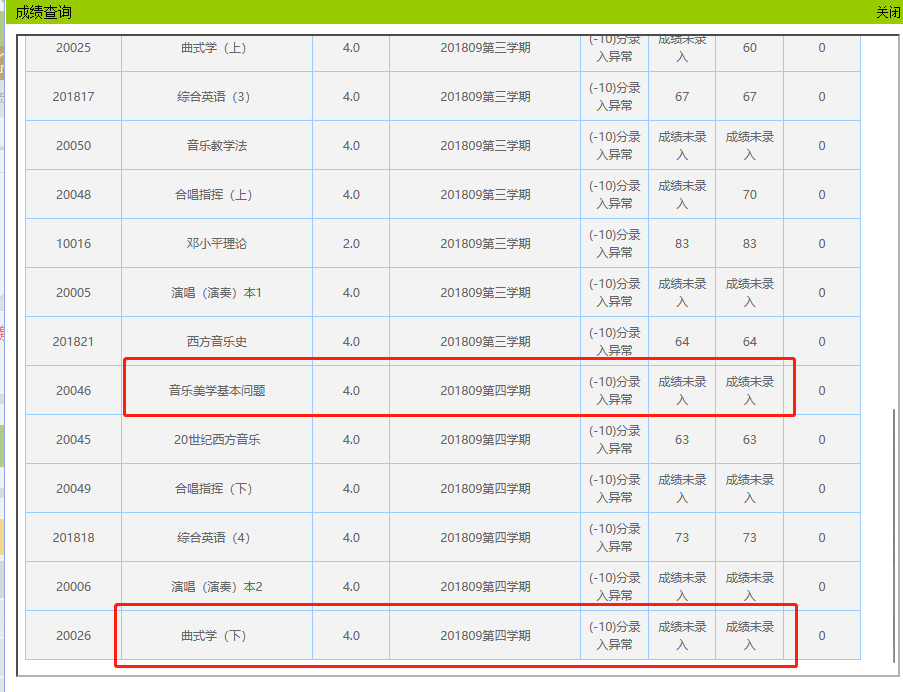 成绩查询 关闭
20025 曲式学（上） 4.0 201809第三学期 (-10)分录入异常 成绩未录入 60 0
201817 综合英语（3） 4.0 201809第三学期 (-10)分录入异常 67 67 0
20050 音乐教学法 4.0 201809第三学期 (-10)分录入异常 成绩未录入 成绩未录入 0
20048 合唱指挥（上） 4.0 201809第三学期 (-10)分录入异常 成绩未录入 70 0
10016 邓小平理论 2.0 201809第三学期 (-10)分录入异常 83 83 0
20005 演唱（演奏）本1 4.0 201809第三学期 (-10)分录入异常 成绩未录入 成绩未录入 0
201821 西方音乐史 4.0 201809第三学期 (-10)分录入异常 64 64 0
20046 音乐美学基本问题 4.0 201809第四学期 (-10)分录入异常 成绩未录入 成绩未录入 0
20045 20世纪西方音乐 4.0 201809第四学期 (-10)分录入异常 63 63 0
20049 合唱指挥（下） 4.0 201809第四学期 (-10)分录入异常 成绩未录入 成绩未录入 0
201818 综合英语（4） 4.0 201809第四学期 (-10)分录入异常 73 73 0
20006 演唱（演奏）本2 4.0 201809第四学期 (-10)分录入异常 成绩未录入 成绩未录入 0
20026 曲式学（下） 4.0 201809第四学期 (-10)分录入异常 成绩未录入 成绩未录入 0